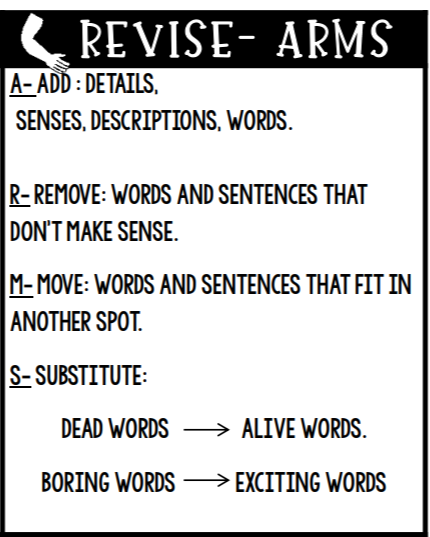 REVISE- ARMS
A- ADD : DETAILS,
SENSES, DESCRIPTIONS, WORDS.
R- REMOVE: WORDS AND SENTENCES THAT
DON'T MAKE SENSE.
M- MOVE: WORDS AND SENTENCES THAT FIT IN
ANOTHER SPOT.
S- SUBSTITUTE:
DEAD WORDS → ALIVE WORDS.
BORING WORDS → EXCITING WORDS